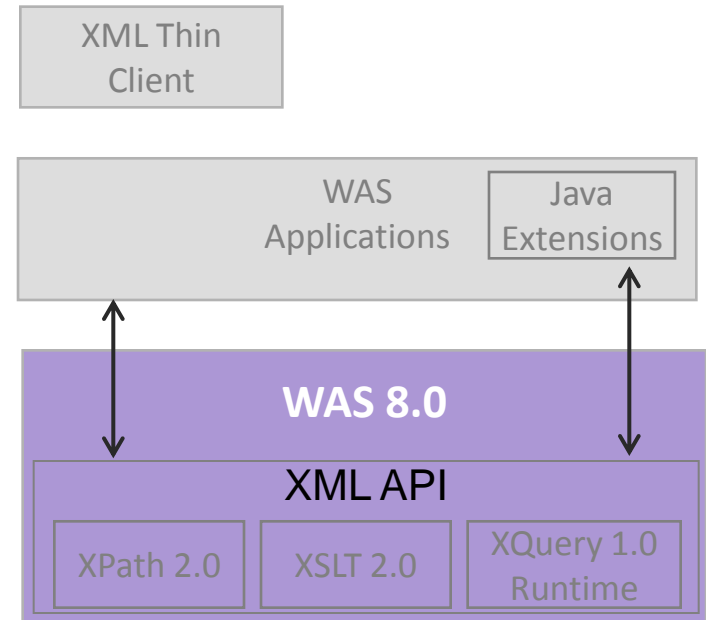 XML Thin
Client
WAS
Applications
Java
Extensions
WAS 8.0
XML API
XPath 2.0
XSLT 2.0
XQuery 1.0
Runtime